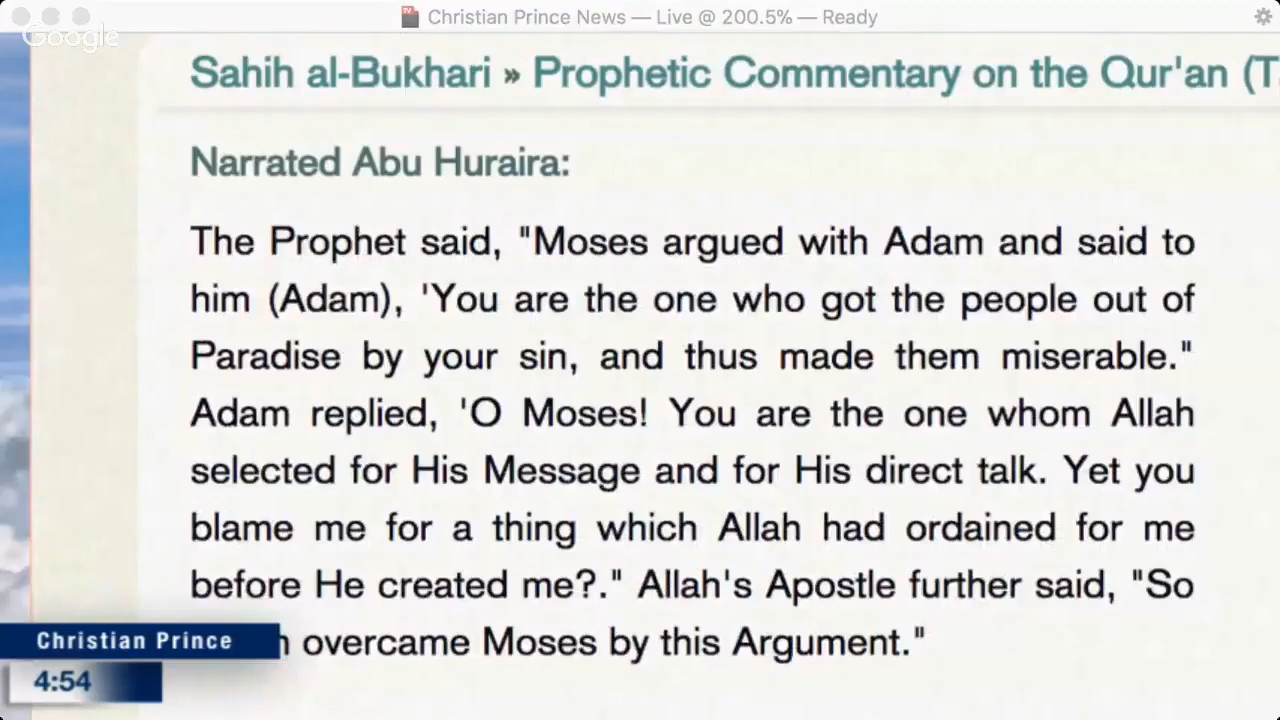 Christian Prince News — Live @ 200.5% — Ready
Google
Sahih al-Bukhari » Prophetic Commentary on the Qur'an (T
Narrated Abu Huraira:
The Prophet said, "Moses argued with Adam and said to
him (Adam), 'You are the one who got the people out of
Paradise by your sin, and thus made them miserable."
Adam replied, 'O Moses! You are the one whom Allah
selected for His Message and for His direct talk. Yet you
blame me for a thing which Allah had ordained for me
before He created me?." Allah's Apostle further said, "So
overcame Moses by this Argument."
Christian Prince
4:54